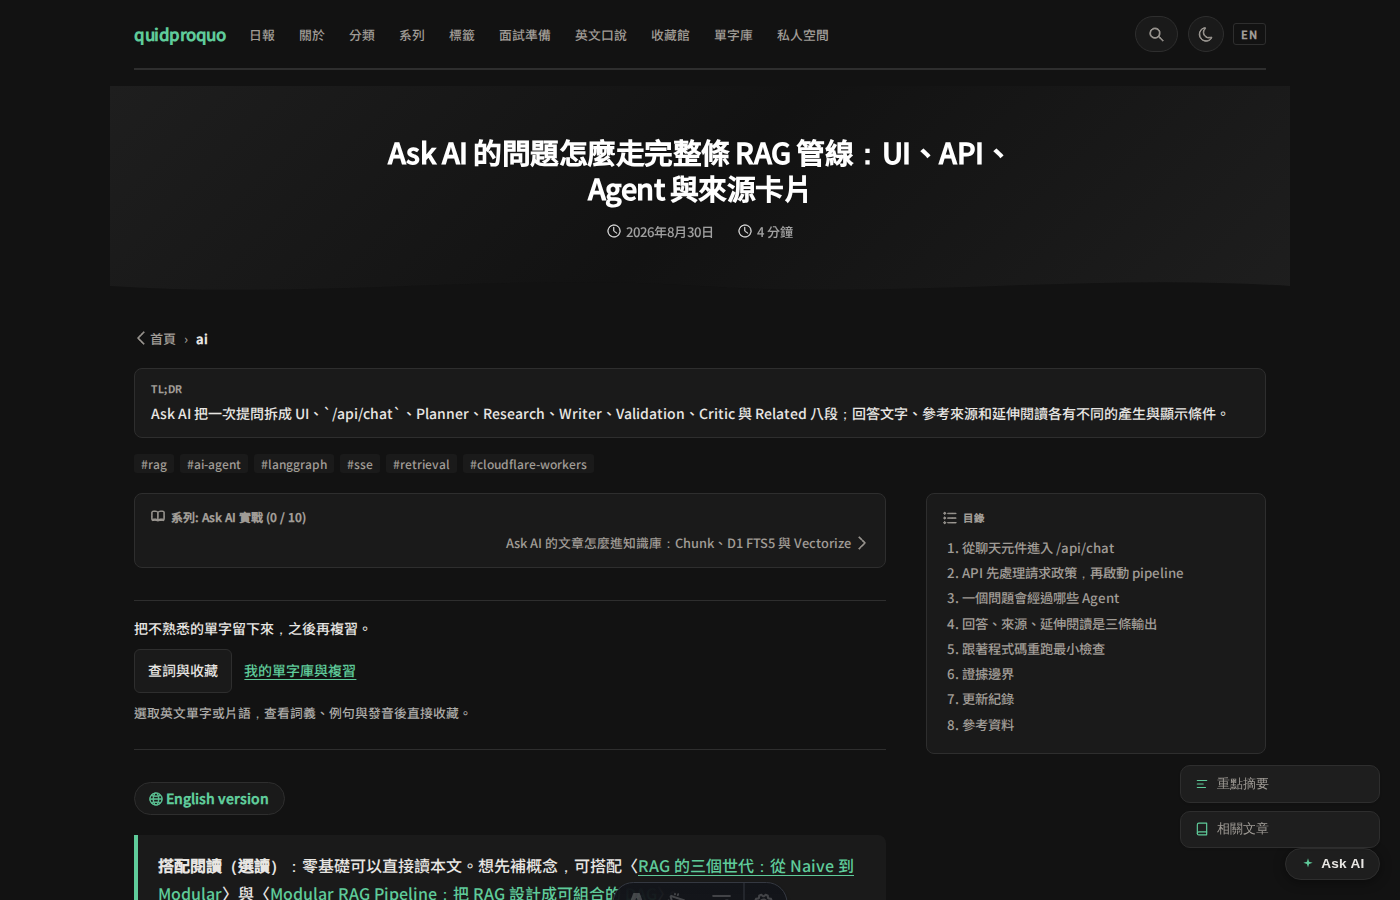 quidproquo 日報 關於 分類 系列 標籤 面試準備 英文口說 收藏館 單字庫 私人空間 EN
Ask AI 的問題怎麼走完整條 RAG 管線：UI、API、
Agent 與來源卡片
2026年8月30日 4 分鐘
首頁 › ai
TL;DR
Ask AI 把一次提問拆成 UI、`/api/chat`、Planner、Research、Writer、Validation、Critic 與 Related 八段；回答文字、參考來源和延伸閱讀各有不同的產生與顯示條件。
#rag #ai-agent #langgraph #sse #retrieval #cloudflare-workers
系列: Ask AI 實戰 (0 / 10)
Ask AI 的文章怎麼進知識庫：Chunk、D1 FTS5 與 Vectorize
目錄
1. 從聊天元件進入 /api/chat
2. API 先處理請求政策，再啟動 pipeline
3. 一個問題會經過哪些 Agent
4. 回答、來源、延伸閱讀是三條輸出
5. 跟著程式碼重跑最小檢查
6. 證據邊界
7. 更新紀錄
8. 參考資料
把不熟悉的單字留下來，之後再複習。
查詞與收藏 我的單字庫與複習
選取英文單字或片語，查看詞義、例句與發音後直接收藏。
English version
搭配閱讀（選讀）：零基礎可以直接讀本文。想先補概念，可搭配〈RAG 的三個世代：從 Naive 到
Modular〉與〈Modular RAG Pipeline：把 RAG 設計成可組合的
重點摘要
相關文章
Ask AI